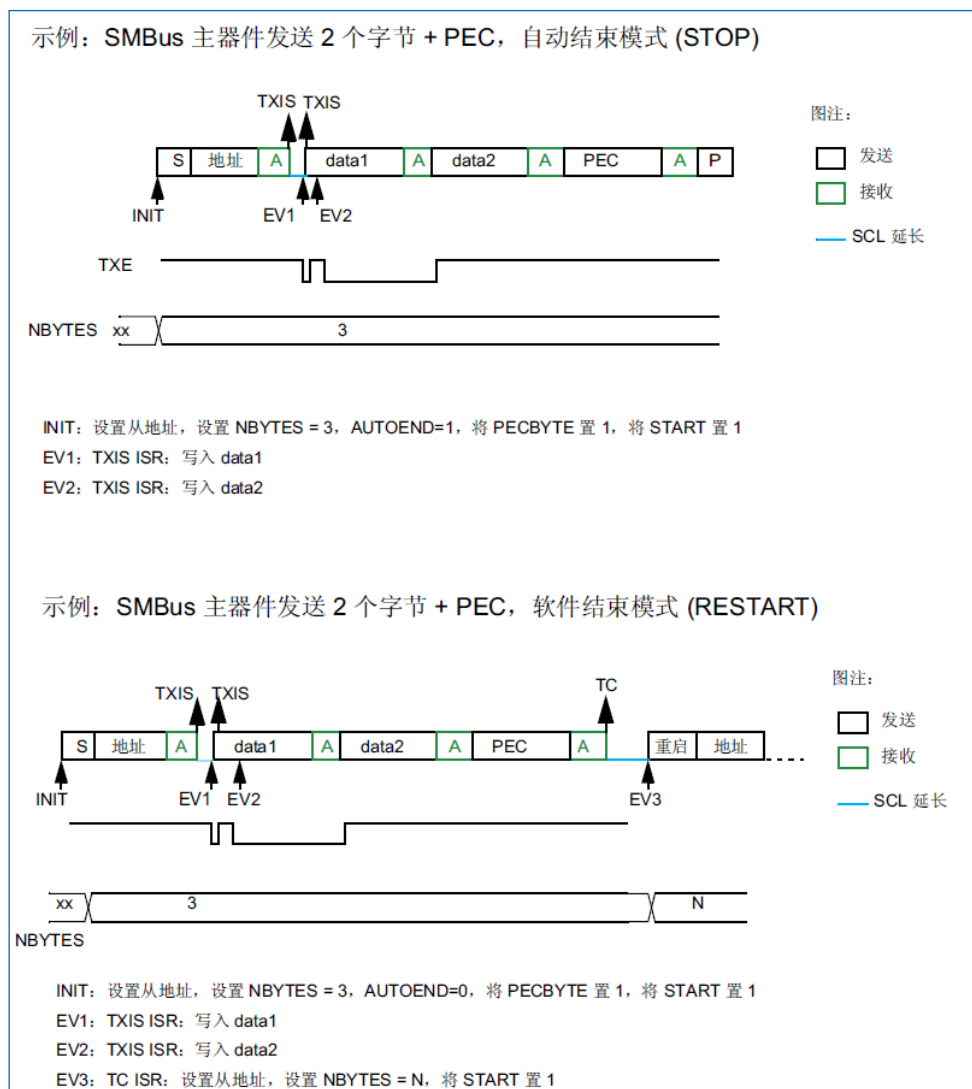 示例：SMBus 主器件发送 2 个字节 + PEC，自动结束模式 (STOP)
TXIS TXIS
图注：
S 地址 A data1 A data2 A PEC A P
发送
接收
INIT EV1 EV2
SCL 延长
TXE
NBYTES xx 3
INIT：设置从地址，设置 NBYTES = 3，AUTOEND=1，将 PECBYTE 置 1，将 START 置 1
EV1：TXIS ISR：写入 data1
EV2：TXIS ISR：写入 data2
示例：SMBus 主器件发送 2 个字节 + PEC，软件结束模式 (RESTART)
TXIS TXIS TC
图注：
S 地址 A data1 A data2 A PEC A 重启 地址
发送
接收
INIT EV1 EV2 EV3
SCL 延长
xx 3 N
NBYTES
INIT：设置从地址，设置 NBYTES = 3，AUTOEND=0，将 PECBYTE 置 1，将 START 置 1
EV1：TXIS ISR：写入 data1
EV2：TXIS ISR：写入 data2
EV3：TC ISR：设置从地址，设置 NBYTES = N，将 START 置 1